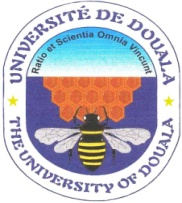 UNIVERSITÉ DE DOUALA
Ratio et Scientia Omnia Vincunt
THE UNIVERSITY OF DOUALA